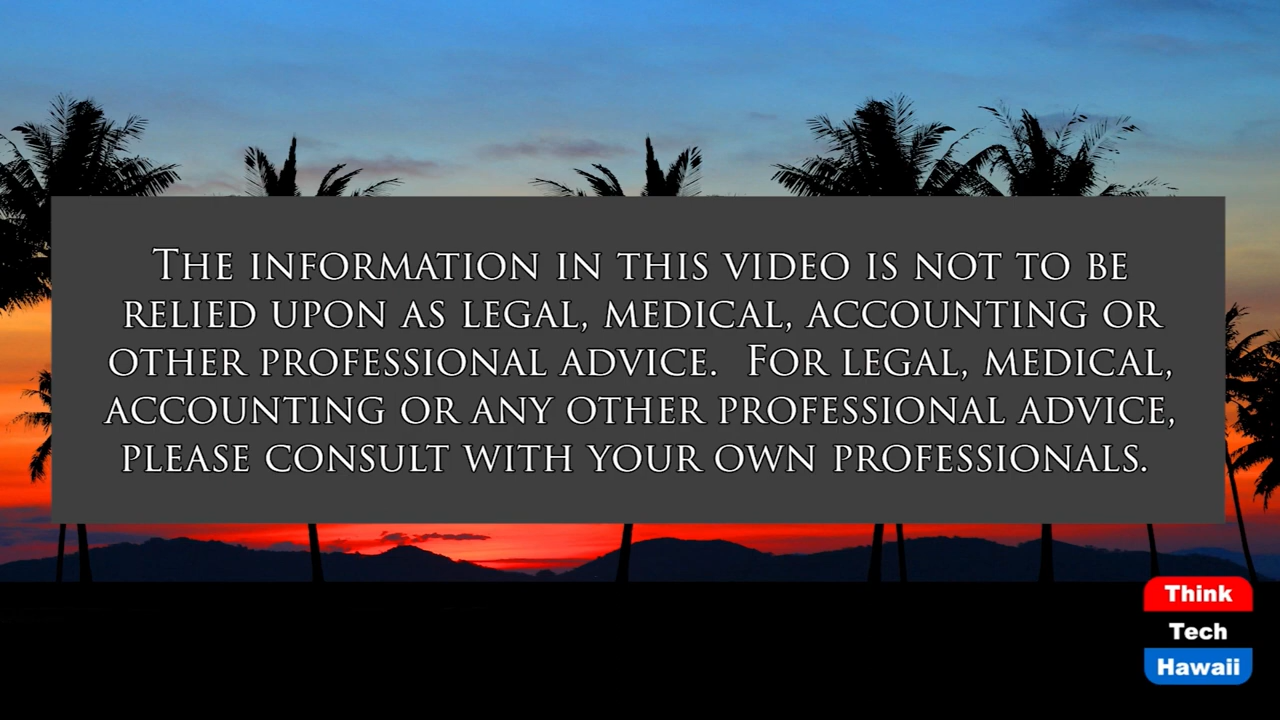 The information in this video is not to be
relied upon as legal, medical, accounting or
other professional advice.  For legal, medical,
accounting or any other professional advice,
please consult with your own professionals.
Think
Tech
Hawaii